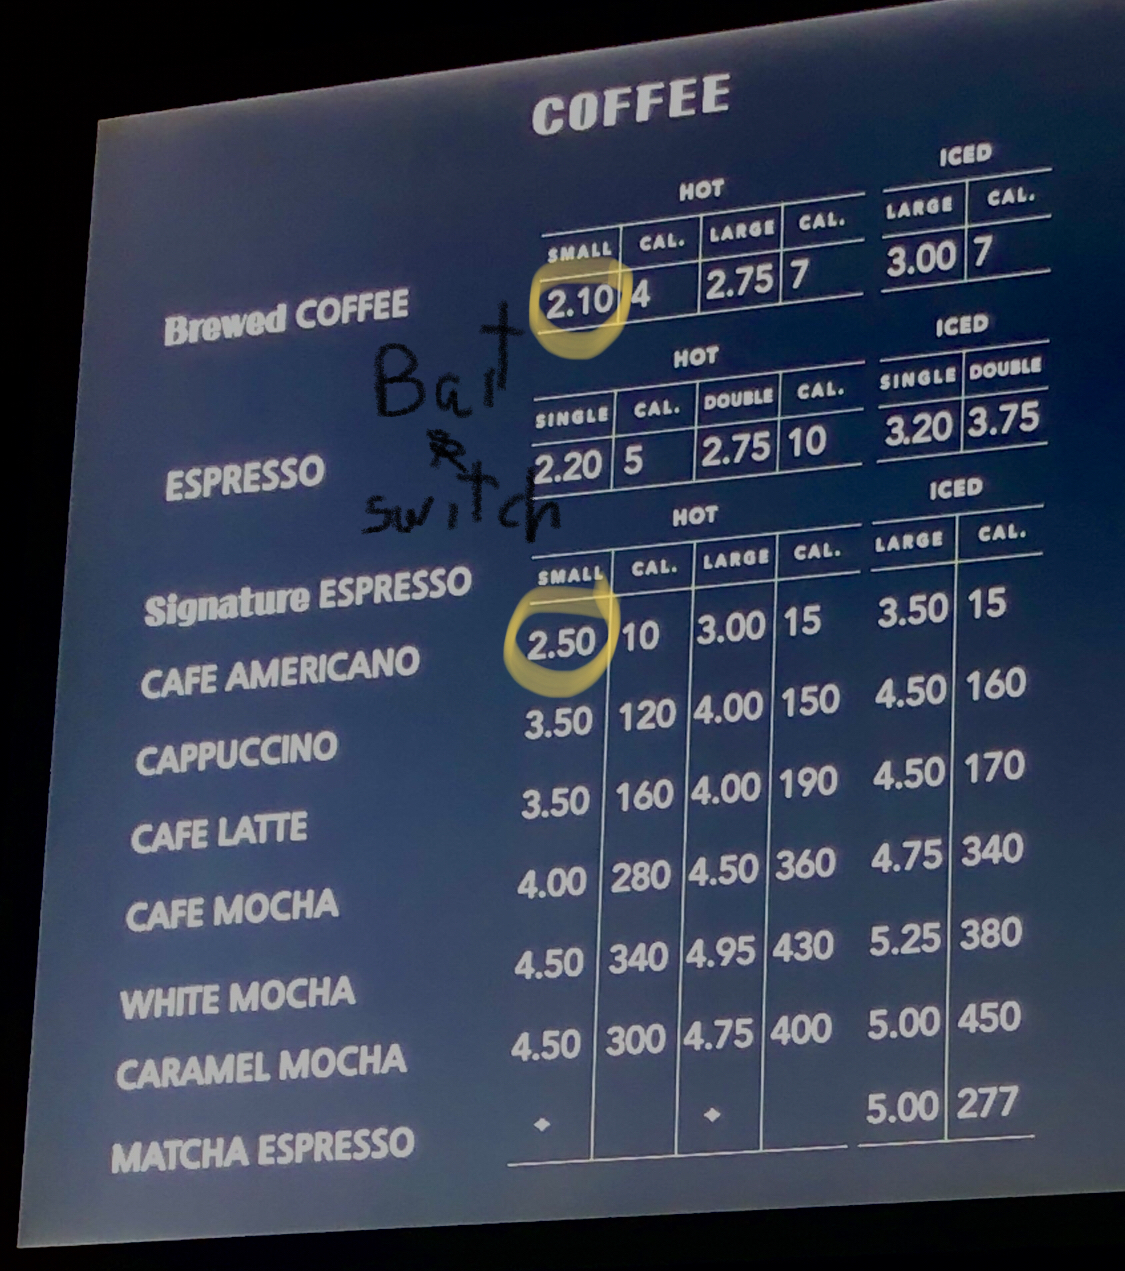 COFFEE
HOT ICED
SMALL CAL. LARGE CAL. LARGE CAL.
Brewed COFFEE 2.10 4 2.75 7 3.00 7
Bait
&
switch
HOT ICED
SINGLE CAL. DOUBLE CAL. SINGLE DOUBLE
ESPRESSO 2.20 5 2.75 10 3.20 3.75
HOT ICED
Signature ESPRESSO SMALL CAL. LARGE CAL. LARGE CAL.
CAFE AMERICANO 2.50 10 3.00 15 3.50 15
CAPPUCCINO 3.50 120 4.00 150 4.50 160
CAFE LATTE 3.50 160 4.00 190 4.50 170
CAFE MOCHA 4.00 280 4.50 360 4.75 340
WHITE MOCHA 4.50 340 4.95 430 5.25 380
CARAMEL MOCHA 4.50 300 4.75 400 5.00 450
MATCHA ESPRESSO 5.00 277